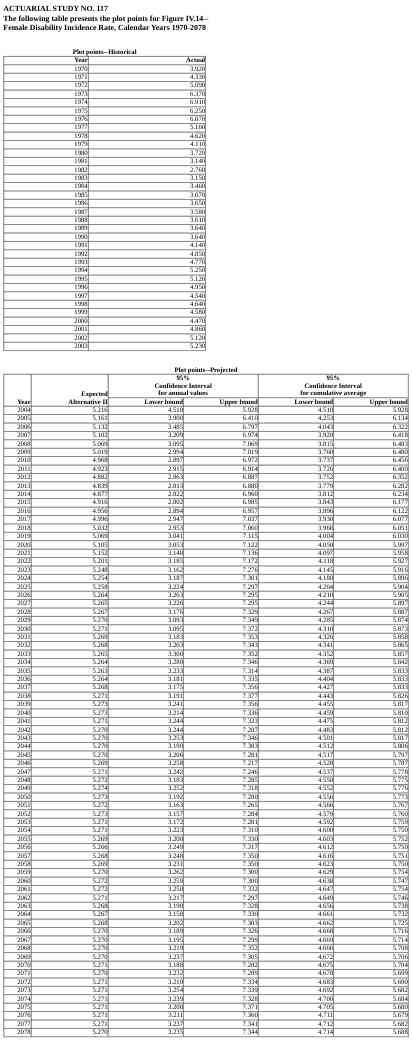 ACTUARIAL STUDY NO. 117
The following table presents the plot points for Figure IV.14--
Female Disability Incidence Rate, Calendar Years 1970-2078
Plot points--Historical
Year Actual
1970 3.920
1971 4.330
1972 5.090
1973 6.370
1974 6.910
1975 6.250
1976 6.070
1977 5.160
1978 4.620
1979 4.110
1980 3.720
1981 3.140
1982 2.760
1983 3.150
1984 3.460
1985 3.670
1986 3.650
1987 3.580
1988 3.610
1989 3.640
1990 3.640
1991 4.140
1992 4.850
1993 4.770
1994 5.250
1995 5.120
1996 4.950
1997 4.540
1998 4.640
1999 4.580
2000 4.470
2001 4.860
2002 5.120
2003 5.230
Plot points--Projected
95% 95%
Confidence Interval Confidence Interval
Expected for annual values for cumulative average
Year Alternative II Lower bound Upper bound Lower bound Upper bound
2004 5.216 4.510 5.928 4.510 5.928
2005 5.161 6.410 4.253 6.134
2006 5.132 3.485 6.797 4.043 6.322
2007 5.102 3.209 6.974 3.920 6.418
2008 5.069 3.095 7.069 3.815 6.483
2009 5.019 2.994 7.019 3.760 6.480
2010 4.968 2.897 6.972 3.737 6.456
2011 4.923 2.915 6.914 3.726 6.400
2012 4.882 2.863 6.887 3.752 6.352
2013 4.839 2.813 6.880 3.779 6.282
2014 4.877 2.822 6.960 3.812 6.234
2015 4.916 2.802 6.985 3.843 6.177
2016 4.956 2.894 6.957 3.896 6.122
2017 4.996 2.947 7.037 3.930 6.077
2018 5.032 2.953 7.060 3.966 6.051
2019 5.069 3.041 7.115 4.004 6.030
2020 5.105 3.053 7.122 4.050 5.997
2021 5.152 3.140 7.136 4.097 5.958
2022 5.201 3.185 7.172 4.118 5.927
2023 5.248 3.162 7.276 4.145 5.916
2024 5.254 3.187 7.301 4.180 5.896
2025 5.258 3.224 7.297 4.204 5.904
2026 5.264 3.263 7.295 4.210 5.905
2027 5.265 3.226 7.295 4.244 5.897
2028 5.267 3.176 7.329 4.267 5.887
2029 5.270 3.093 7.349 4.285 5.874
2030 5.271 3.095 7.372 4.310 5.873
2031 5.269 3.183 7.353 4.326 5.858
2032 5.268 3.263 7.343 4.341 5.865
2033 5.265 3.300 7.352 4.352 5.857
2034 5.264 3.280 7.346 4.369 5.842
2035 5.263 3.233 7.314 4.387 5.833
2036 5.264 3.181 7.335 4.404 5.833
2037 5.268 3.175 7.356 4.427 5.833
2038 5.271 3.191 7.377 4.443 5.826
2039 5.273 3.241 7.356 4.455 5.817
2040 5.273 3.214 7.336 4.459 5.810
2041 5.271 3.244 7.323 4.475 5.812
2042 5.270 3.244 7.287 4.483 5.812
2043 5.270 3.253 7.346 4.501 5.817
2044 5.270 3.190 7.303 4.512 5.806
2045 5.270 3.206 7.281 4.517 5.797
2046 5.269 3.258 7.217 4.528 5.787
2047 5.271 3.242 7.246 4.537 5.778
2048 5.272 3.183 7.285 4.550 5.775
2049 5.274 3.252 7.318 4.552 5.776
2050 5.273 3.192 7.280 4.556 5.773
2051 5.272 3.163 7.265 4.566 5.767
2052 5.273 3.157 7.284 4.579 5.760
2053 5.271 3.172 7.281 4.592 5.759
2054 5.271 3.223 7.310 4.600 5.750
2055 5.269 3.200 7.330 4.603 5.752
2056 5.266 3.249 7.317 4.612 5.750
2057 5.268 3.248 7.350 4.616 5.751
2058 5.269 3.231 7.350 4.623 5.750
2059 5.270 3.262 7.300 4.629 5.754
2060 5.272 3.259 7.300 4.636 5.747
2061 5.272 3.250 7.332 4.647 5.754
2062 5.271 3.217 7.297 4.649 5.746
2063 5.268 3.190 7.328 4.656 5.738
2064 5.267 3.158 7.330 4.661 5.732
2065 5.268 3.202 7.303 4.662 5.725
2066 5.270 3.189 7.326 4.668 5.716
2067 5.270 3.195 7.299 4.669 5.714
2068 5.270 3.219 7.352 4.666 5.708
2069 5.270 3.237 7.305 4.672 5.706
2070 5.271 3.188 7.282 4.675 5.704
2071 5.270 3.232 7.209 4.678 5.699
2072 5.271 3.210 7.334 4.683 5.690
2073 5.271 3.254 7.339 4.692 5.682
2074 5.271 3.239 7.328 4.700 5.684
2075 5.271 3.208 7.371 4.705 5.680
2076 5.271 3.211 7.360 4.711 5.679
2077 5.271 3.237 7.341 4.712 5.682
2078 5.270 3.235 7.344 4.714 5.688